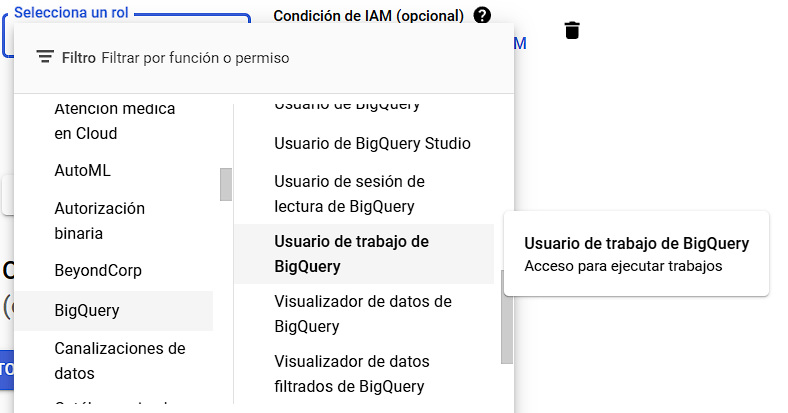 Selecciona un rol
Condición de IAM (opcional)
M
Filtro Filtrar por función o permiso
Atención médica
en Cloud
AutoML
Autorización
binaria
BeyondCorp
BigQuery
Canalizaciones de
datos
Usuario de BigQuery
Usuario de BigQuery Studio
Usuario de sesión de
lectura de BigQuery
Usuario de trabajo de
BigQuery
Visualizador de datos de
BigQuery
Visualizador de datos
filtrados de BigQuery
Usuario de trabajo de BigQuery
Acceso para ejecutar trabajos